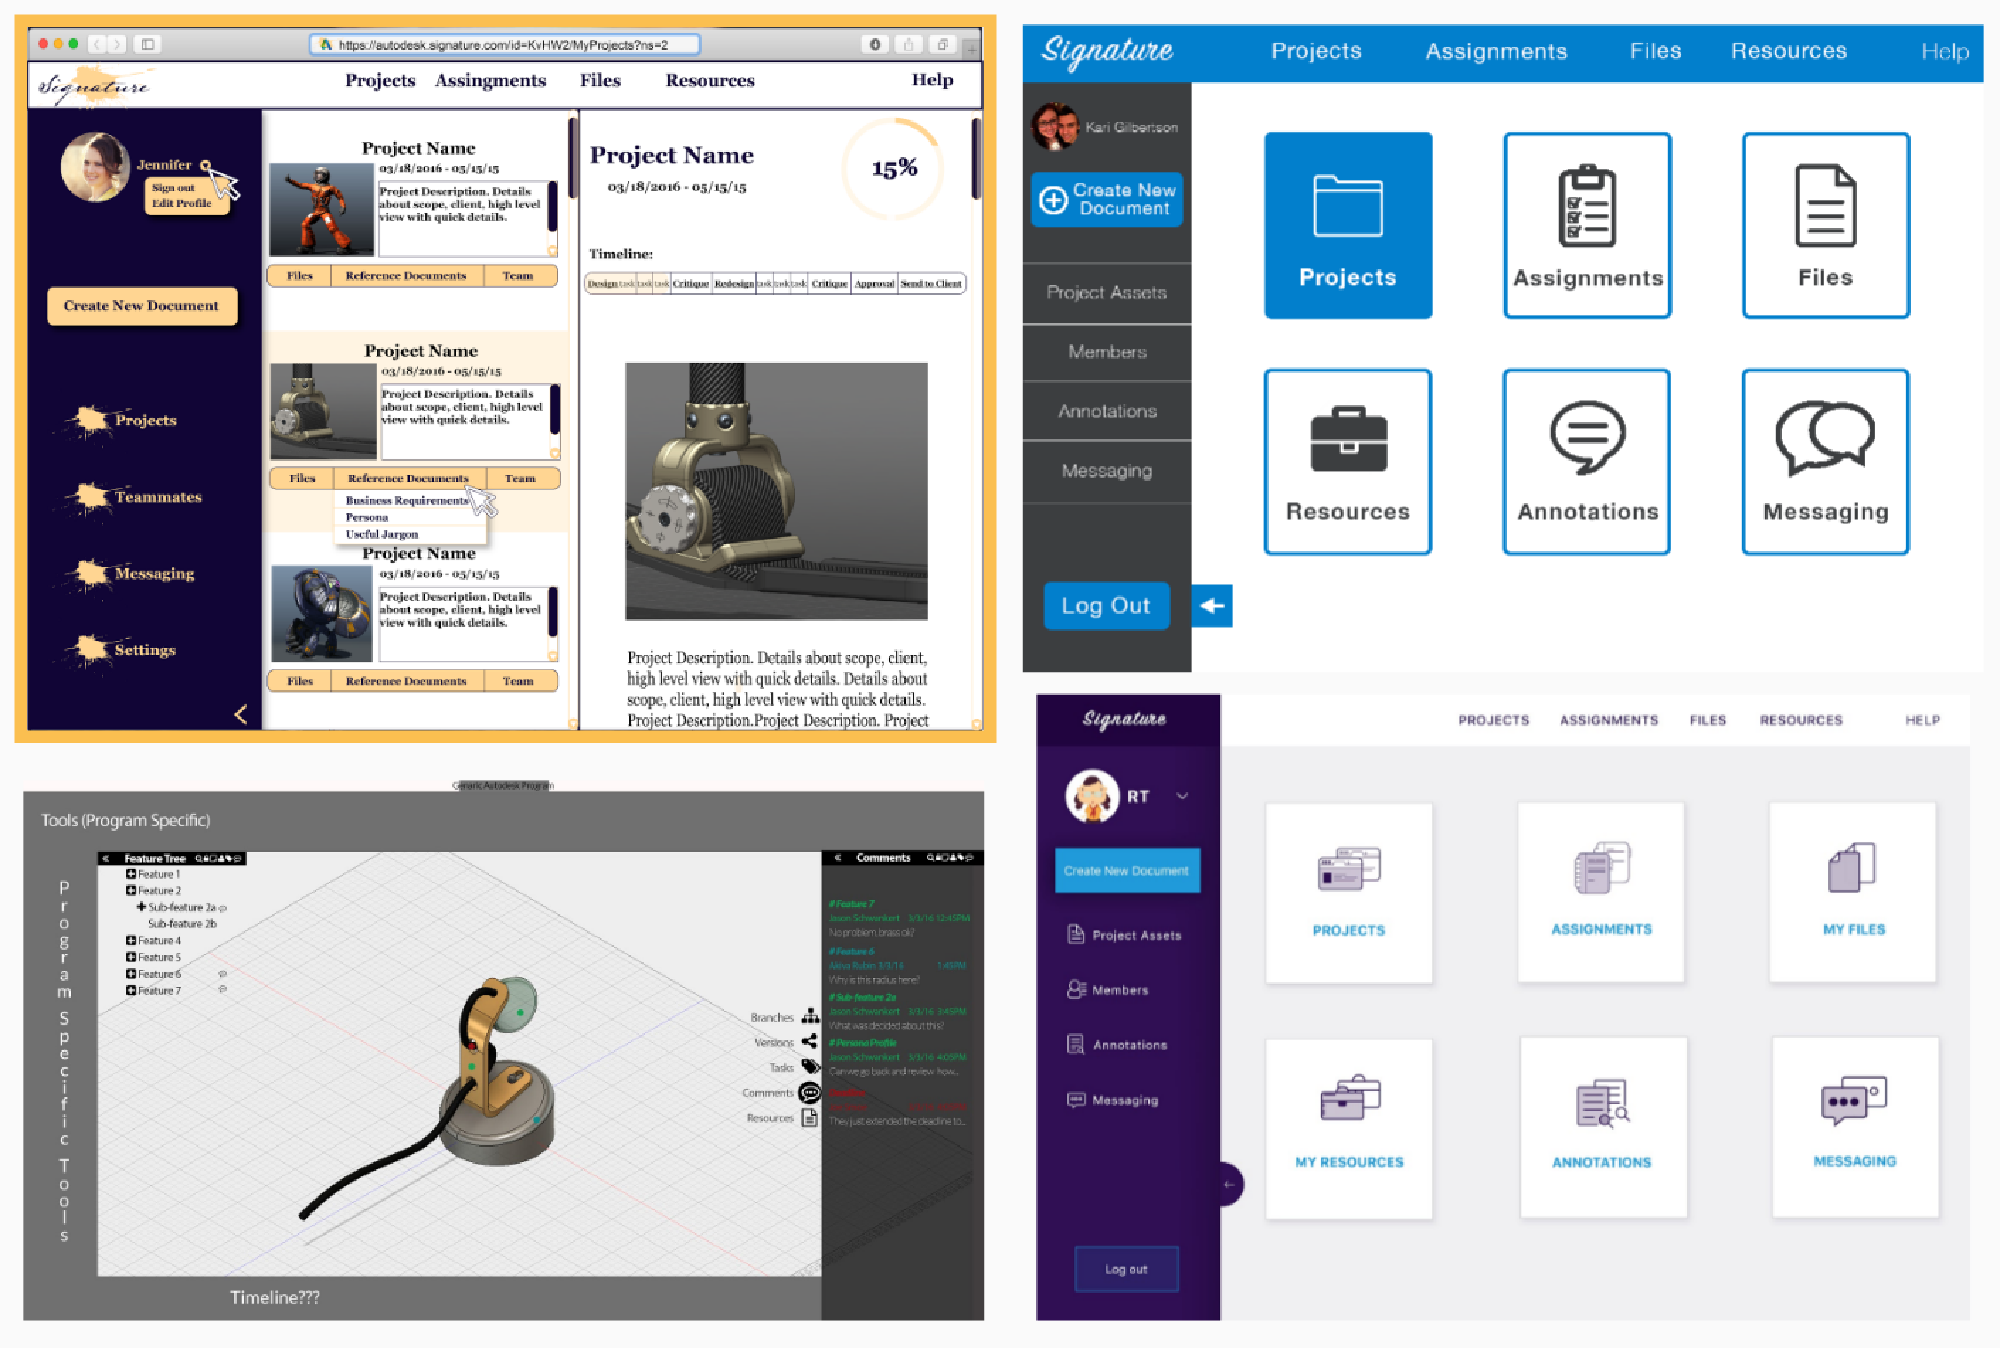 https://autodesk.signature.com/id=KvHW2/MyProjects?ns=2
Signature
Projects
Assingments
Files
Resources
Help
Jennifer
Sign out
Edit Profile
Create New Document
Projects
Teammates
Messaging
Settings
Project Name
03/18/2016 - 05/15/15
Project Description. Details
about scope, client, high level
view with quick details.
Files
Reference Documents
Team
Project Name
03/18/2016 - 05/15/15
Project Description. Details
about scope, client, high level
view with quick details.
Files
Reference Documents
Team
Business Requirements
Persona
Useful Jargon
Project Name
03/18/2016 - 05/15/15
Project Description. Details
about scope, client, high level
view with quick details.
Files
Reference Documents
Team
Project Name
03/18/2016 - 05/15/15
15%
Timeline:
Design task task task Critique Redesign task task task Critique Approval Send to Client
Project Description. Details about scope, client,
high level view with quick details. Details about
scope, client, high level view with quick details.
Project Description.Project Description. Project
Signature
Projects
Assignments
Files
Resources
Help
Kari Gilbertson
Create New
Document
Project Assets
Members
Annotations
Messaging
Log Out
Projects
Assignments
Files
Resources
Annotations
Messaging
Generic Autodesk Program
Tools (Program Specific)
Program Specific Tools
Feature Tree
Feature 1
Feature 2
Sub-feature 2a
Sub-feature 2b
Feature 4
Feature 5
Feature 6
Feature 7
Branches
Versions
Tasks
Comments
Resources
Comments
#Feature 7
Jason Schwenkert 3/3/16 12:45PM
No problem, brass ok?
#Feature 6
Akiva Rubin 3/3/16 1:43PM
Why is this radius here?
#Sub-feature 2a
Jason Schwenkert 3/3/16 3:45PM
What was decided about this?
#Persona Profile
Jason Schwenkert 3/3/16 4:05PM
Can we go back and review how...
They just extended the deadline to...
Timeline???
Signature
PROJECTS
ASSIGNMENTS
FILES
RESOURCES
HELP
RT
Create New Document
Project Assets
Members
Annotations
Messaging
Log out
PROJECTS
ASSIGNMENTS
MY FILES
MY RESOURCES
ANNOTATIONS
MESSAGING